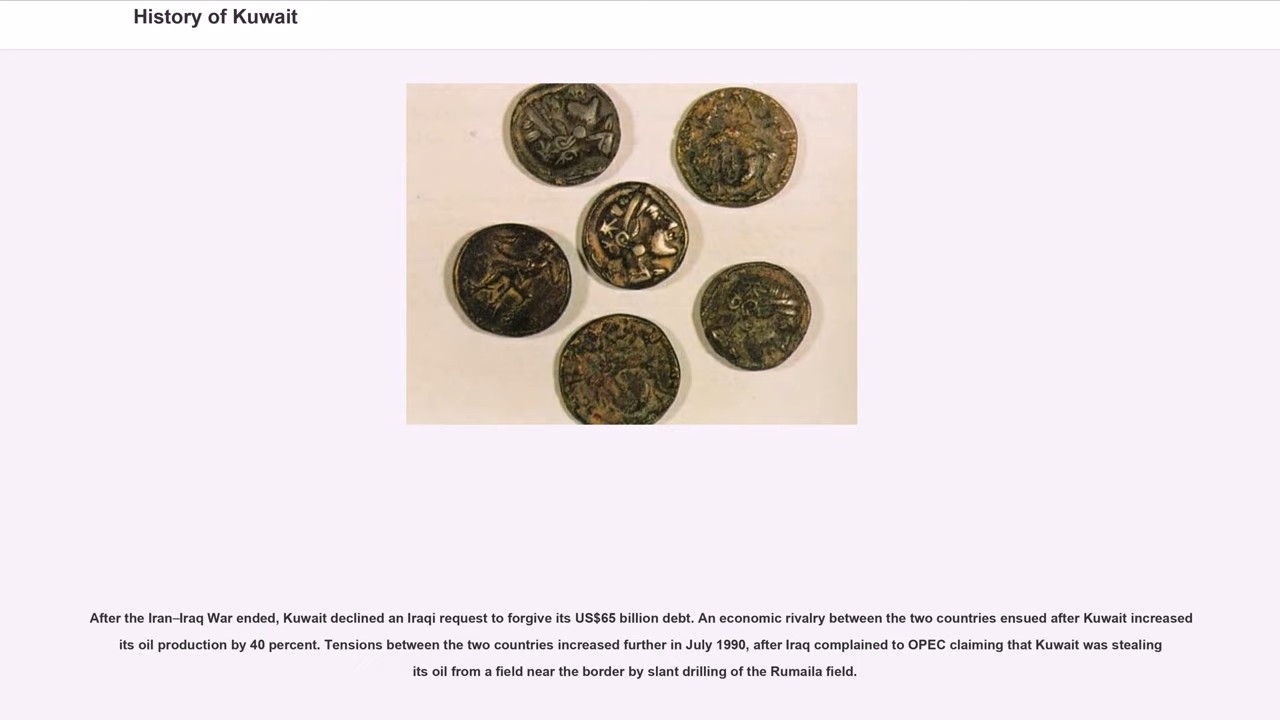 History of Kuwait
After the Iran–Iraq War ended, Kuwait declined an Iraqi request to forgive its US$65 billion debt. An economic rivalry between the two countries ensued after Kuwait increased
its oil production by 40 percent. Tensions between the two countries increased further in July 1990, after Iraq complained to OPEC claiming that Kuwait was stealing
its oil from a field near the border by slant drilling of the Rumaila field.